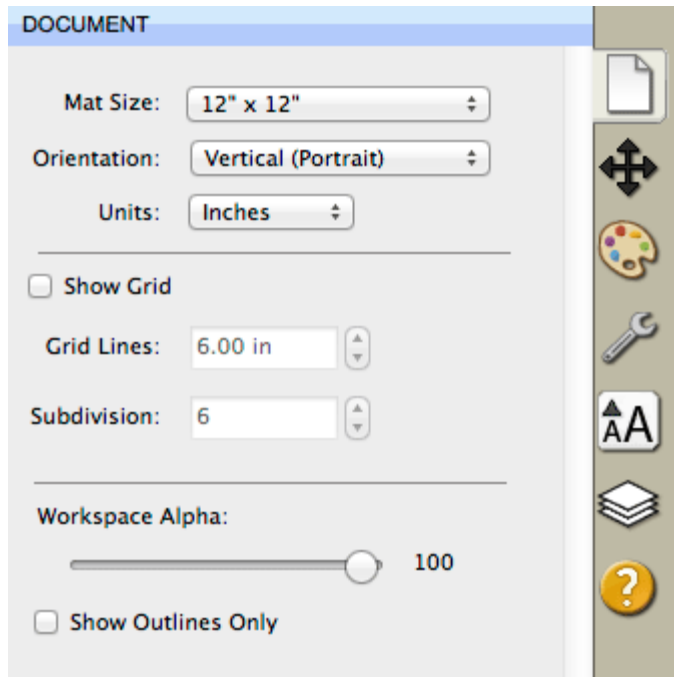 DOCUMENT
Mat Size: 12" x 12"
Orientation: Vertical (Portrait)
Units: Inches
Show Grid
Grid Lines: 6.00 in
Subdivision: 6
AA
Workspace Alpha:
100
?
Show Outlines Only